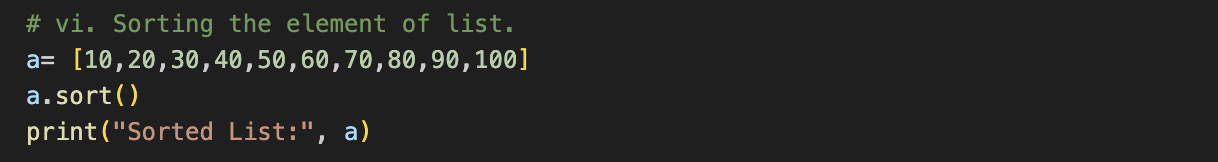 # vi. Sorting the element of list.
a= [10,20,30,40,50,60,70,80,90,100]
a.sort()
print("Sorted List:", a)